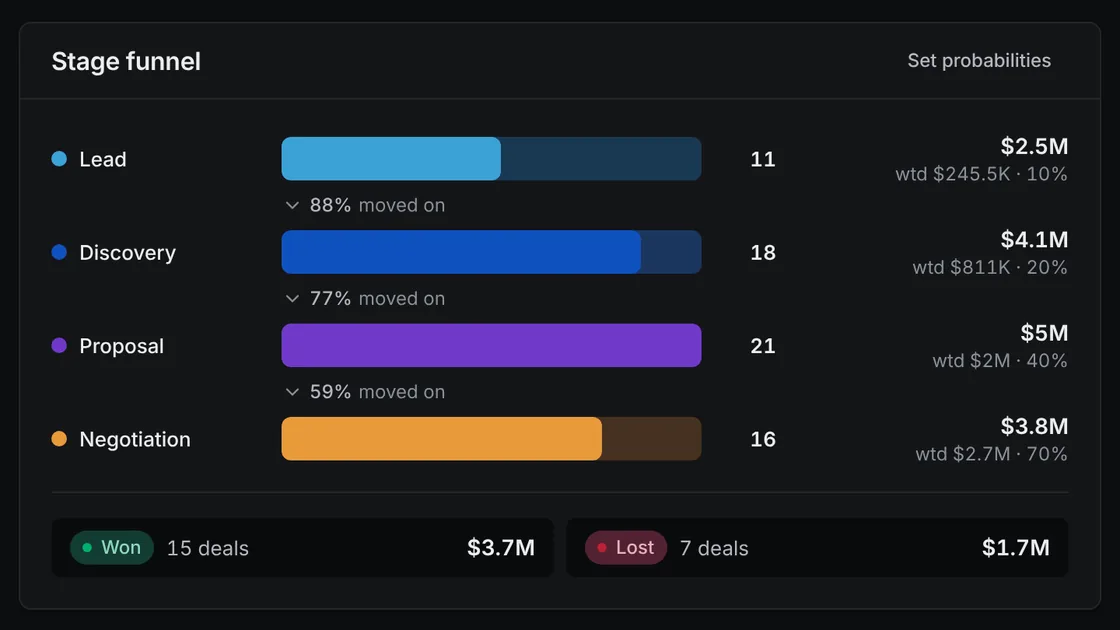 Stage funnel
Set probabilities
Lead
11
$2.5M
wtd $245.5K · 10%
88% moved on
Discovery
18
$4.1M
wtd $811K · 20%
77% moved on
Proposal
21
$5M
wtd $2M · 40%
59% moved on
Negotiation
16
$3.8M
wtd $2.7M · 70%
Won 15 deals $3.7M
Lost 7 deals $1.7M